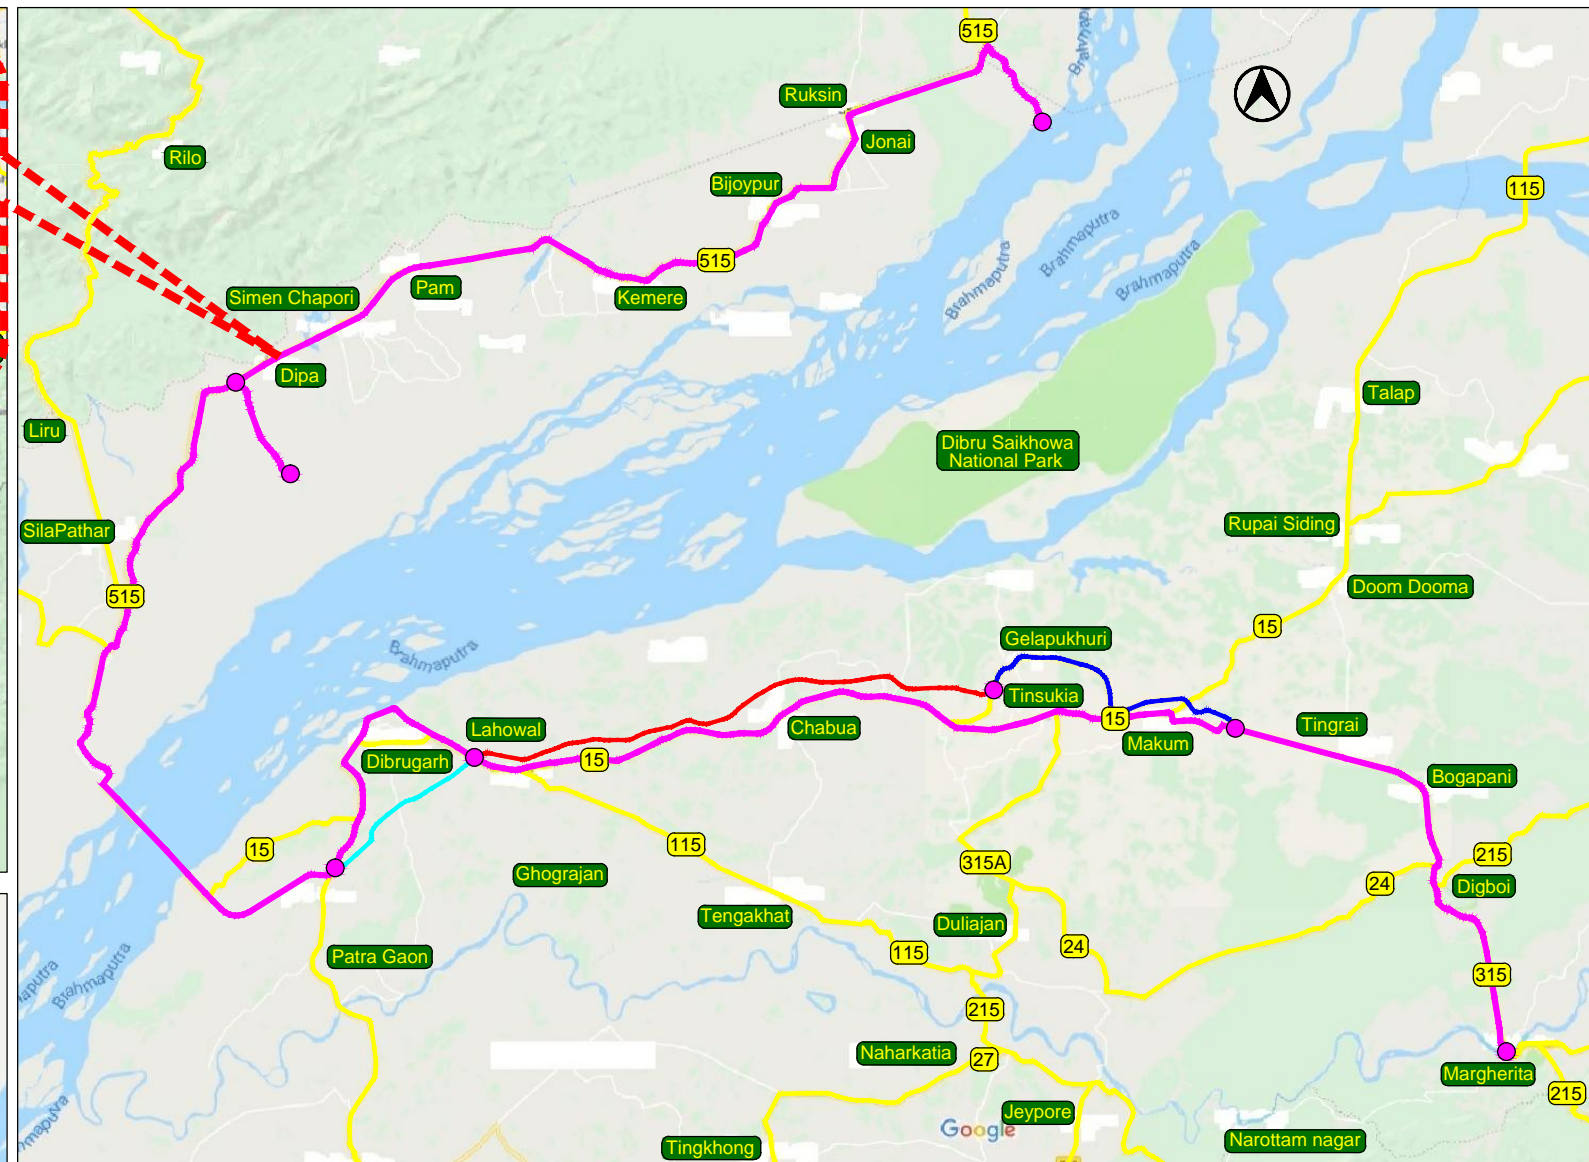 515
Brahmaputra
Ruksin
Jonai
Rilo
Bijoypur
115
Brahmaputra
Brahmaputra
Brahmaputra
515
Pam
Simen Chapori
Kemere
Dipa
Talap
Liru
Dibru Saikhowa
National Park
SilaPathar
Rupai Siding
Doom Dooma
515
15
Gelapukhuri
Brahmaputra
Tinsukia
Lahowal
Chabua
15
Makum
Tingrai
Dibrugarh
15
Bogapani
15
115
315A
215
Ghograjan
24
Digboi
Tengakhat
Duliajan
Patra Gaon
115
24
315
Brahmaputra
215
Naharkatia
27
Margherita
215
Jeypore
Google
Narottam nagar
Tingkhong